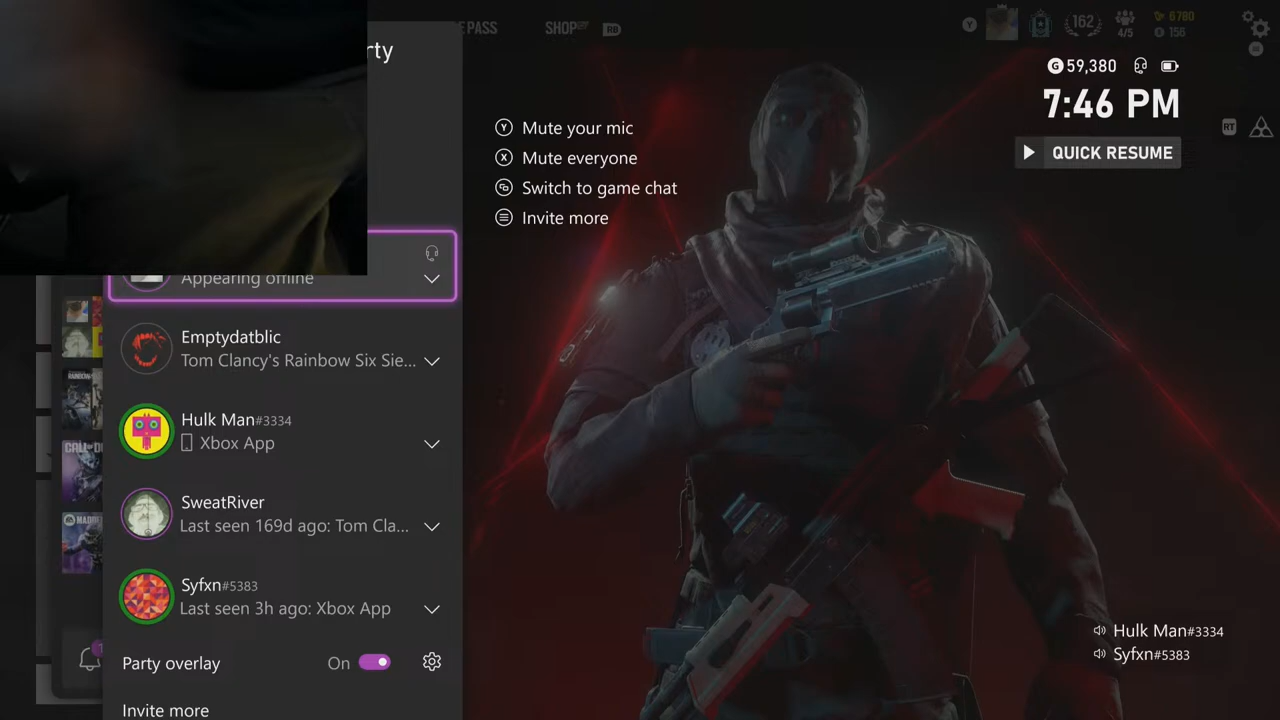 rty
E PASS
SHOP
RB
Y
162
4/5
6780
156
59,380
7:46 PM
QUICK RESUME
RT
Y Mute your mic
X Mute everyone
Switch to game chat
Invite more
Appearing offline
Emptydatblic
Tom Clancy's Rainbow Six Sie...
Hulk Man#3334
Xbox App
SweatRiver
Last seen 169d ago: Tom Cla...
Syfxn#5383
Last seen 3h ago: Xbox App
Party overlay On
Invite more
Hulk Man#3334
Syfxn#5383